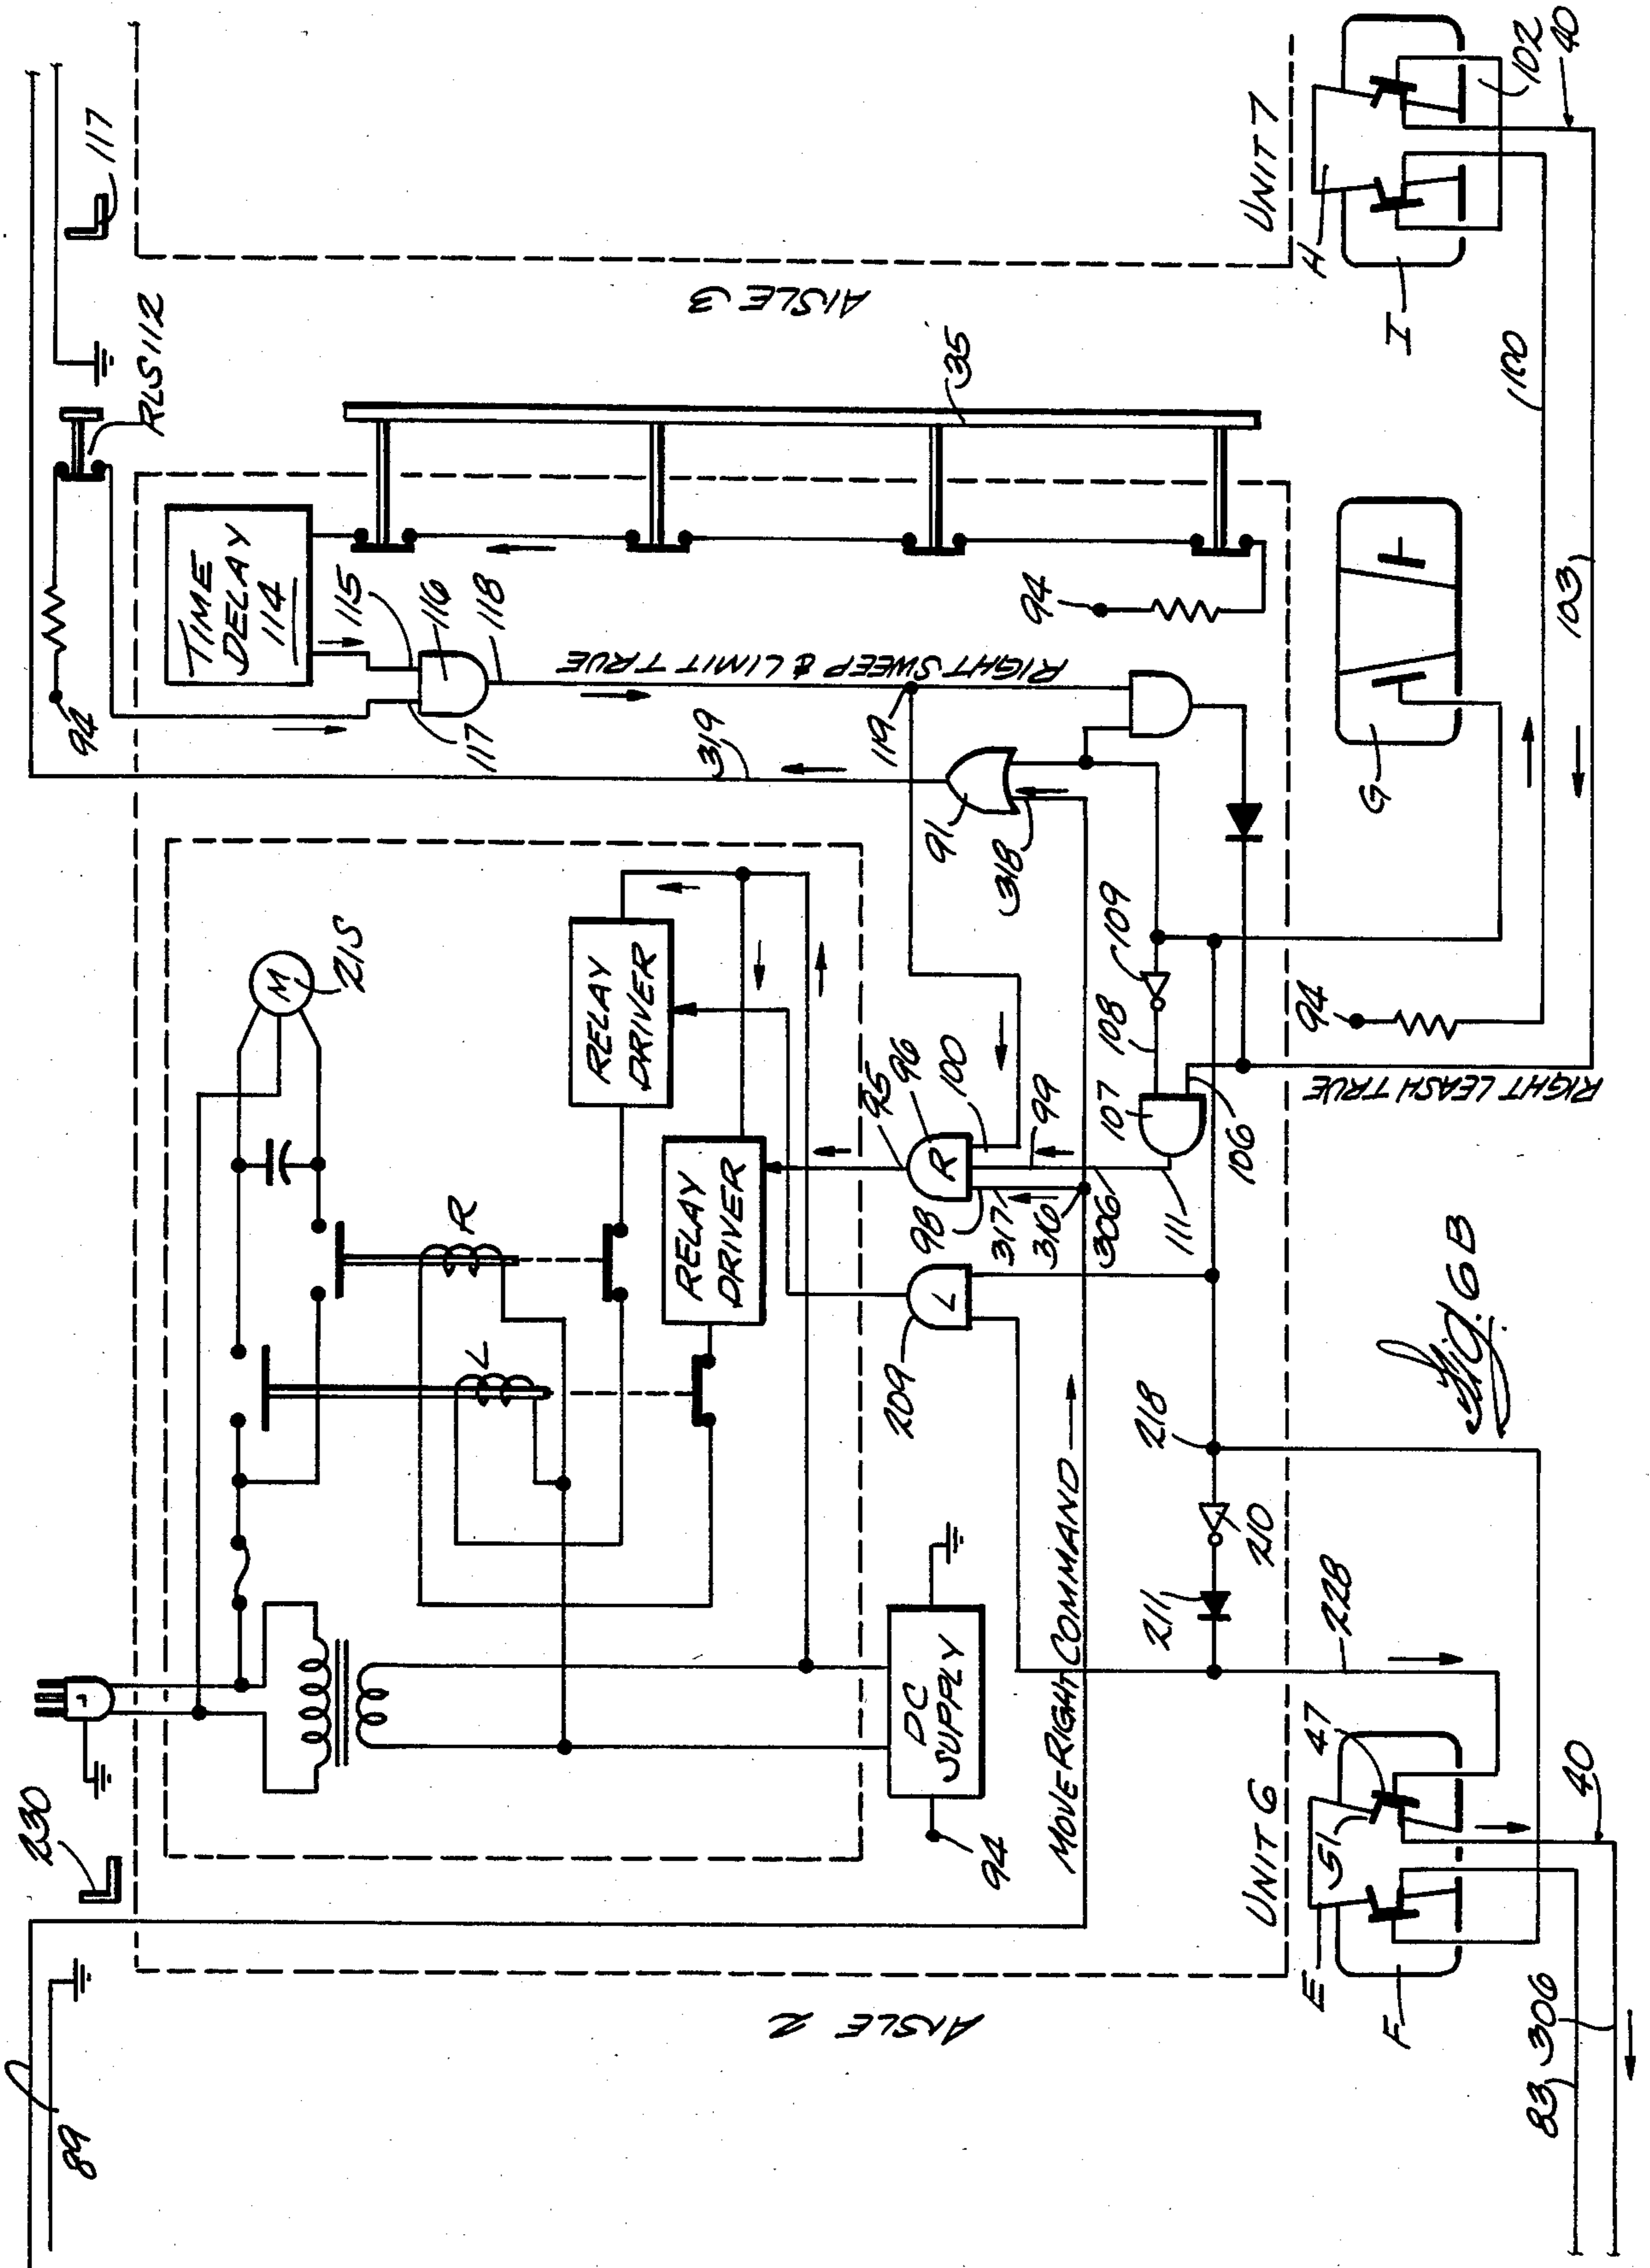 89
AISLE 2
83
306
230
E
F
51
47
40
UNIT 6
228
94
DC
SUPPLY
MOVE RIGHT COMMAND
211
210
218
Fig. 6B
L
R
RELAY
DRIVER
RELAY
DRIVER
M
21S
209
L
R
95
96
98
317
316
99
100
306
111
107
108
109
106
RIGHT LEASH TRUE
94
91
318
319
119
RIGHT SWEEP & LIMIT TRUE
94
117
TIME
DELAY
114
115
116
118
94
RLS112
35
117
AISLE 3
UNIT 7
G
H
I
100
103
102
40